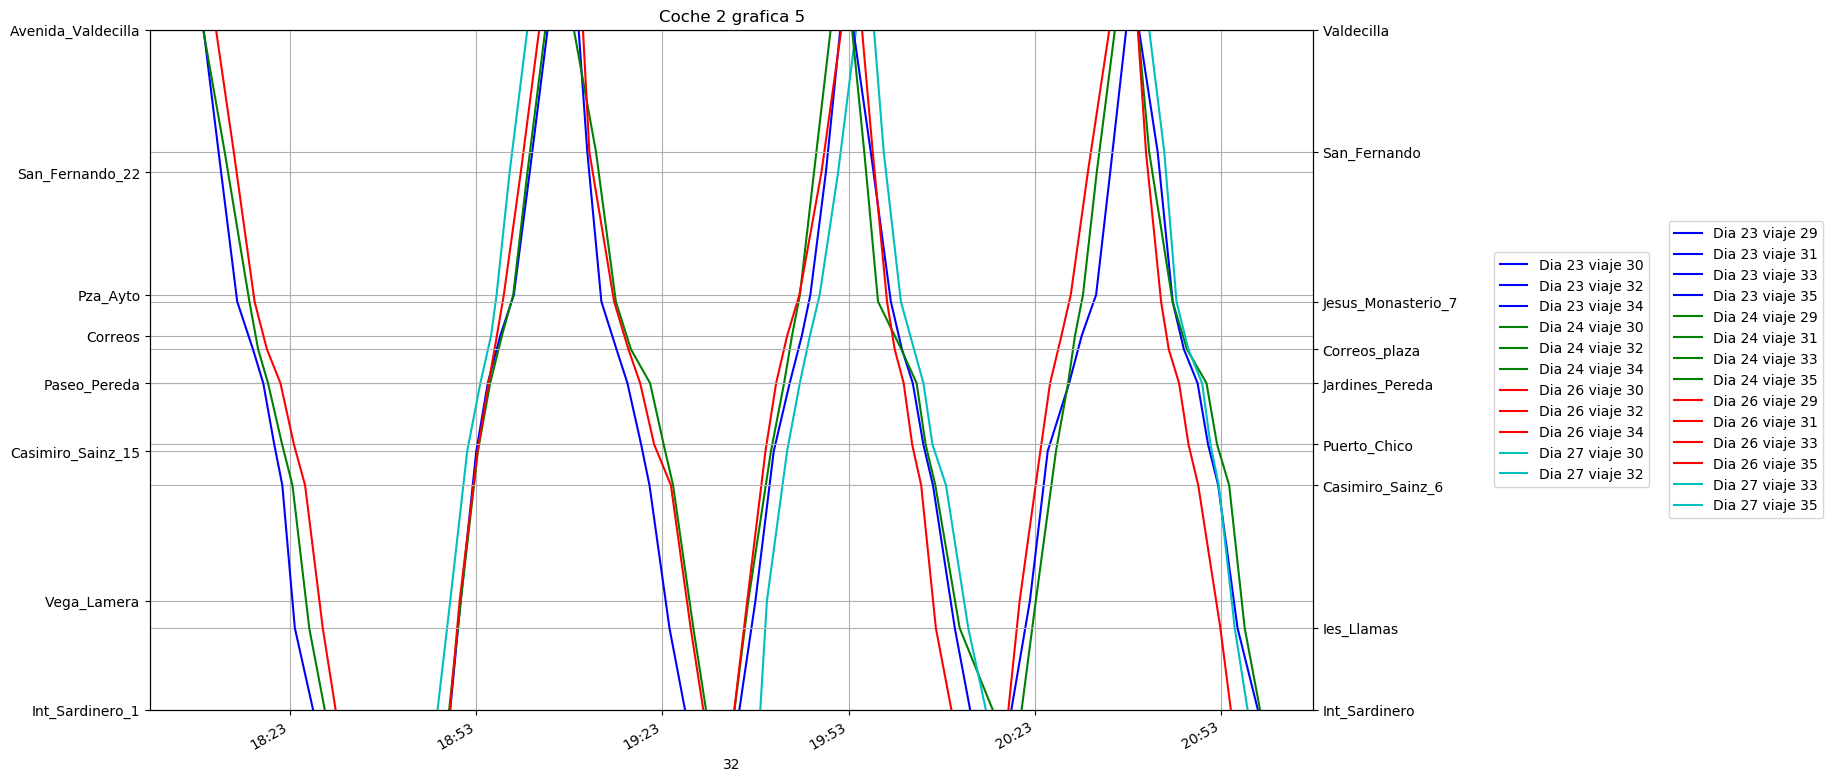 Coche 2 grafica 5
Avenida_Valdecilla
San_Fernando_22
Pza_Ayto
Correos
Paseo_Pereda
Casimiro_Sainz_15
Vega_Lamera
Int_Sardinero_1
Valdecilla
San_Fernando
Jesus_Monasterio_7
Correos_plaza
Jardines_Pereda
Puerto_Chico
Casimiro_Sainz_6
Ies_Llamas
Int_Sardinero
18:23
18:53
19:23
19:53
20:23
20:53
32
Dia 23 viaje 30
Dia 23 viaje 32
Dia 23 viaje 34
Dia 24 viaje 30
Dia 24 viaje 32
Dia 24 viaje 34
Dia 26 viaje 30
Dia 26 viaje 32
Dia 26 viaje 34
Dia 27 viaje 30
Dia 27 viaje 32
Dia 23 viaje 29
Dia 23 viaje 31
Dia 23 viaje 33
Dia 23 viaje 35
Dia 24 viaje 29
Dia 24 viaje 31
Dia 24 viaje 33
Dia 24 viaje 35
Dia 26 viaje 29
Dia 26 viaje 31
Dia 26 viaje 33
Dia 26 viaje 35
Dia 27 viaje 33
Dia 27 viaje 35